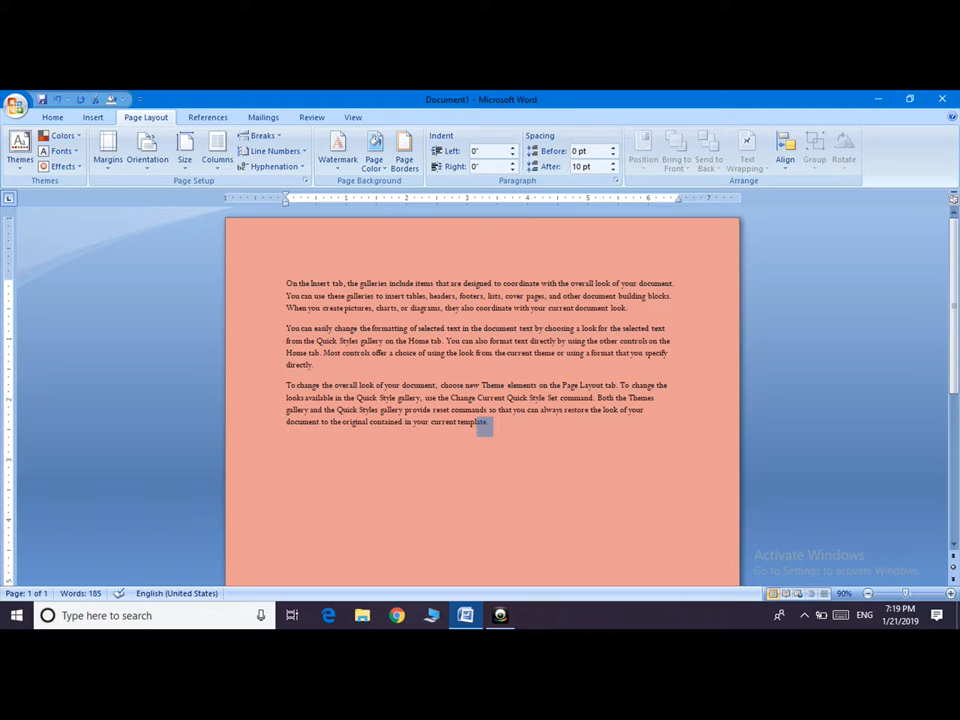 Document1 - Microsoft Word
Home Insert Page Layout References Mailings Review View
Themes Colors Fonts Effects
Margins Orientation Size Columns Breaks Line Numbers Hyphenation
Watermark Page Color Page Borders
Indent Left: 0" Right: 0"
Spacing Before: 0 pt After: 10 pt
Position Bring to Front Send to Back Text Wrapping Align Group Rotate
Themes Page Setup Page Background Paragraph Arrange
1 1 2 3 4 5 6 7
On the Insert tab, the galleries include items that are designed to coordinate with the overall look of your document.
You can use these galleries to insert tables, headers, footers, lists, cover pages, and other document building blocks.
When you create pictures, charts, or diagrams, they also coordinate with your current document look.
You can easily change the formatting of selected text in the document text by choosing a look for the selected text
from the Quick Styles gallery on the Home tab. You can also format text directly by using the other controls on the
Home tab. Most controls offer a choice of using the look from the current theme or using a format that you specify
directly.
To change the overall look of your document, choose new Theme elements on the Page Layout tab. To change the
looks available in the Quick Style gallery, use the Change Current Quick Style Set command. Both the Themes
gallery and the Quick Styles gallery provide reset commands so that you can always restore the look of your
document to the original contained in your current template.
Activate Windows
Go to Settings to activate Windows.
Page: 1 of 1 Words: 185 English (United States) 90%
Type here to search ENG 7:19 PM
1/21/2019